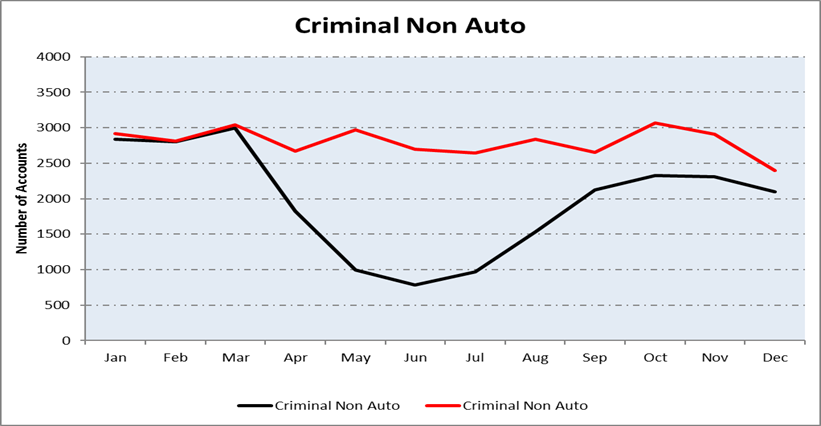 Criminal Non Auto
4000
3500
3000
2500
2000
1500
1000
500
0
Number of Accounts
Jan Feb Mar Apr May Jun Jul Aug Sep Oct Nov Dec
Criminal Non Auto Criminal Non Auto